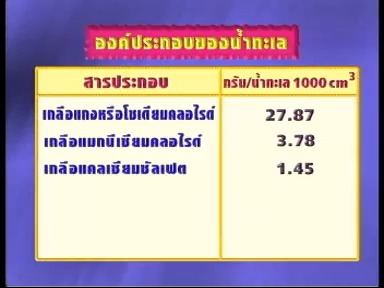 องค์ประกอบของน้ำทะเล
สารประกอบ กรัม/น้ำทะเล 1000 cm³
เกลือแกงหรือโซเดียมคลอไรด์ 27.87
เกลือแมกนีเซียมคลอไรด์ 3.78
เกลือแคลเซียมซัลเฟต 1.45